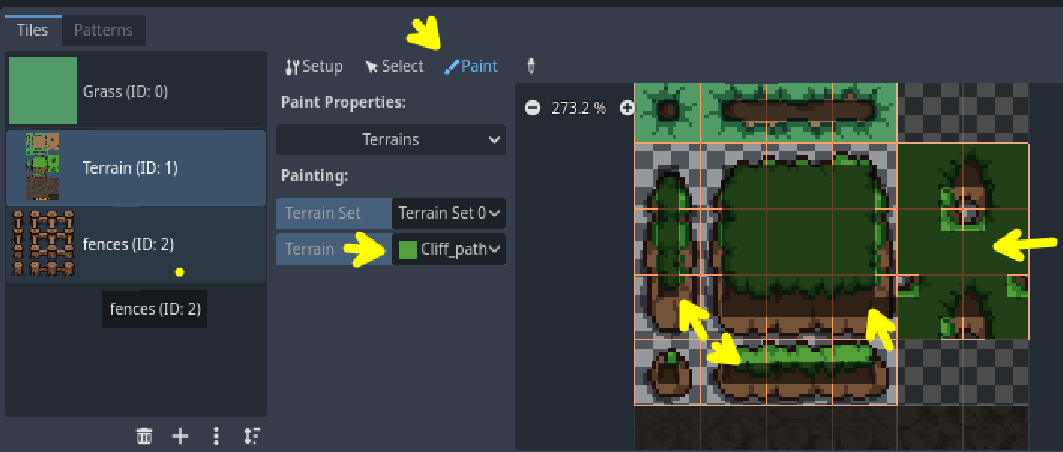 Tiles
Patterns
Grass (ID: 0)
Terrain (ID: 1)
fences (ID: 2)
fences (ID: 2)
Setup
Select
Paint
Paint Properties:
Terrains
Painting:
Terrain Set
Terrain Set 0
Terrain
Cliff_path
273.2 %